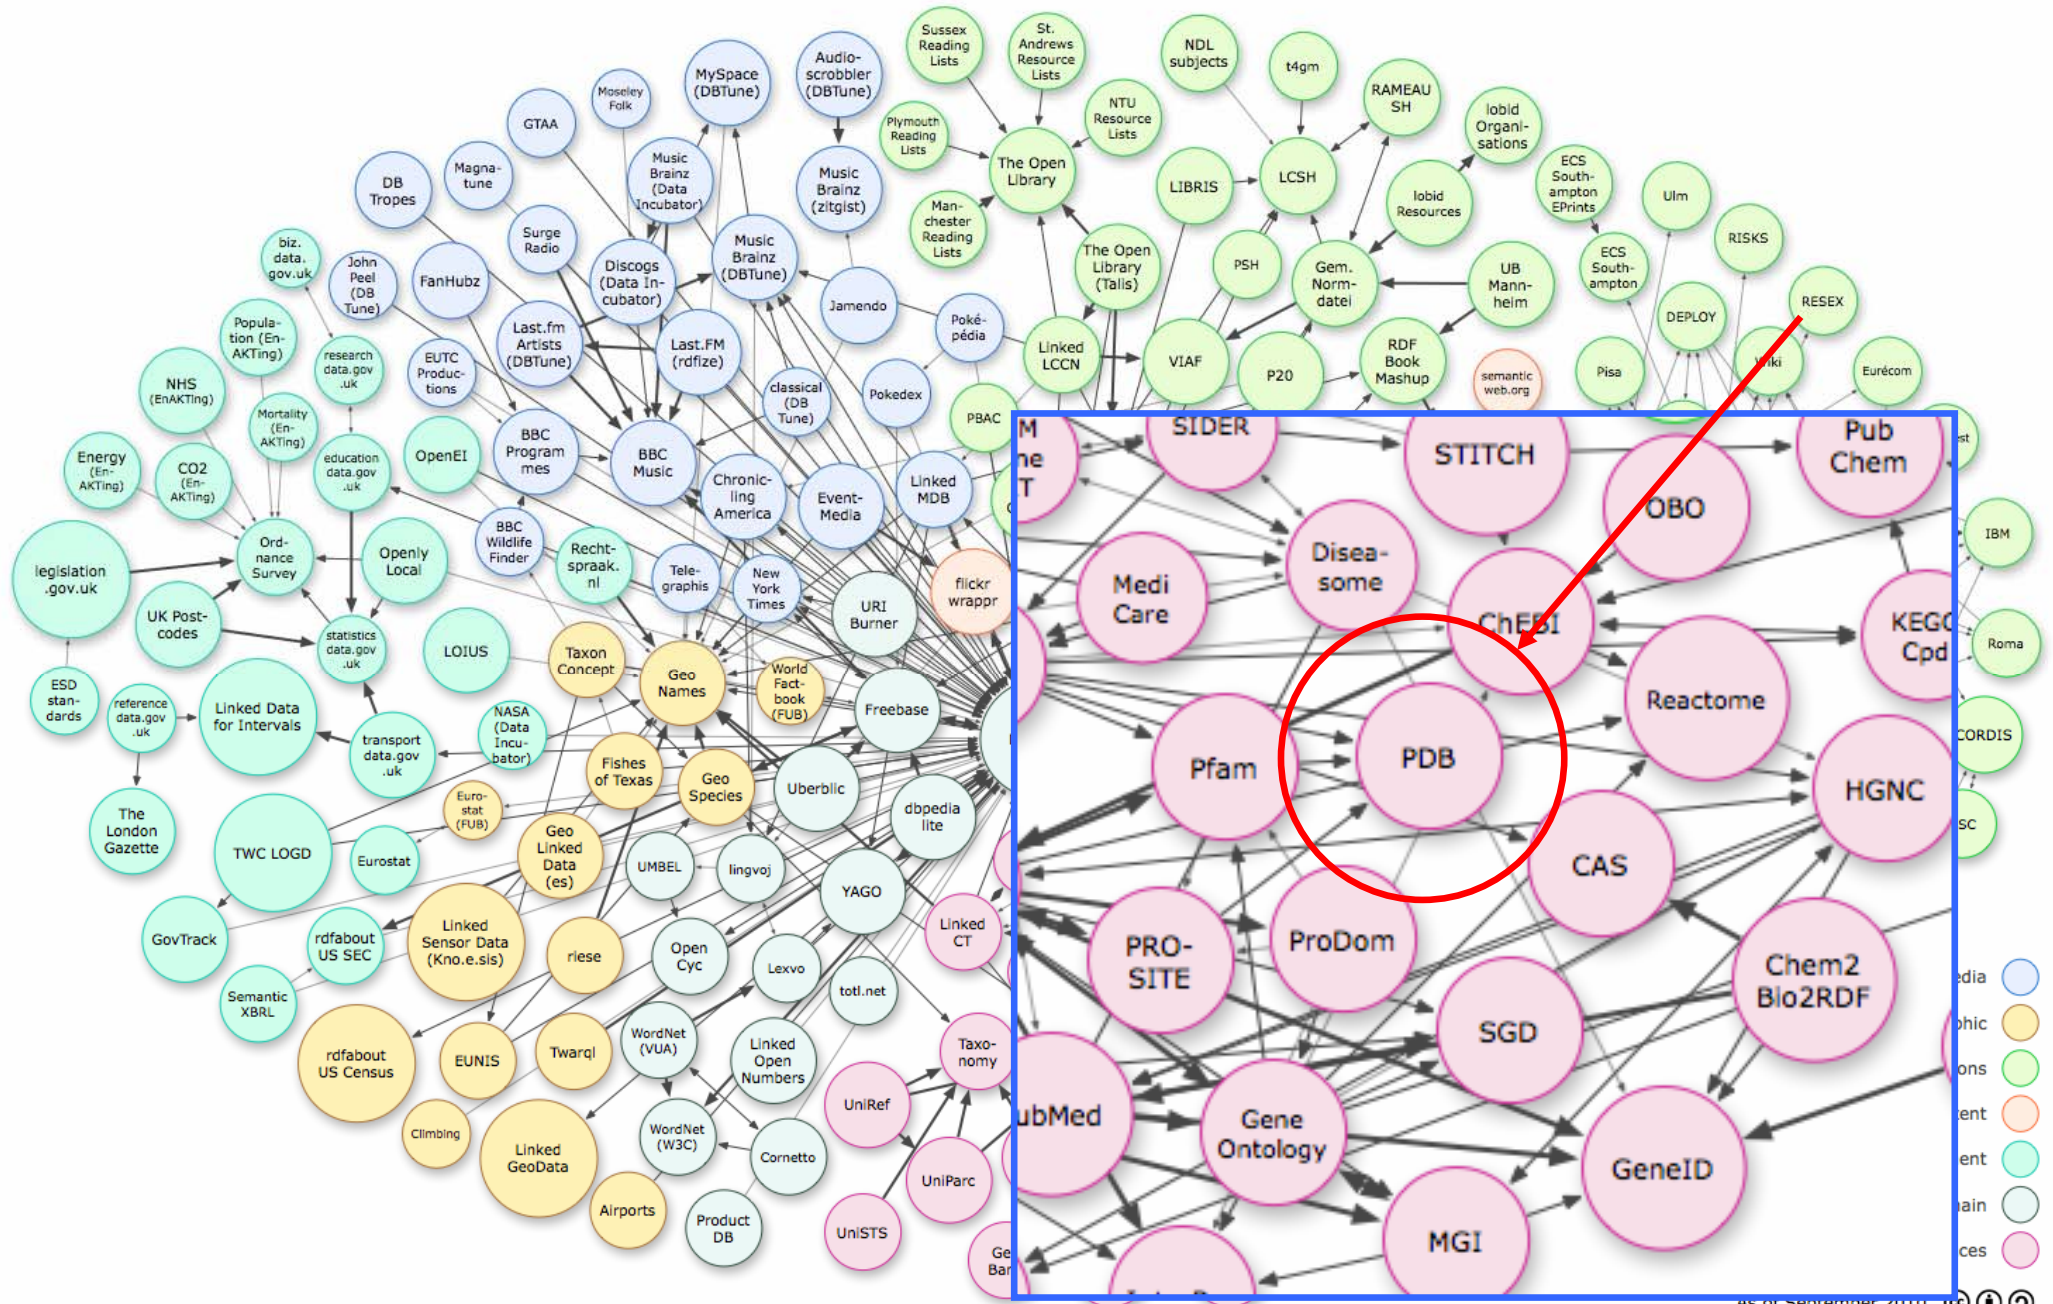 Sussex
Reading
Lists
St.
Andrews
Resource
Lists
NDL
subjects
t4gm
RAMEAU
SH
lobid
Organi-
sations
MySpace
(DBTune)
Audio-
scrobbler
(DBTune)
Moseley
Folk
GTAA
Plymouth
Reading
Lists
NTU
Resource
Lists
Magna-
tune
DB
Tropes
Music
Brainz
(Data
Incubator)
Music
Brainz
(zitgist)
The Open
Library
LIBRIS
LCSH
lobid
Resources
ECS
South-
ampton
EPrints
Ulm
RISKS
Man-
chester
Reading
Lists
biz.
data.
gov.uk
John
Peel
(DB
Tune)
FanHubz
Surge
Radio
Discogs
(Data In-
cubator)
Music
Brainz
(DBTune)
The Open
Library
(Talis)
PSH
Gem.
Norm-
datei
UB
Mann-
heim
ECS
South-
ampton
RESEX
DEPLOY
Jamendo
Poké-
pédia
Popula-
tion (En-
AKTing)
research
data.gov
.uk
Last.fm
Artists
(DBTune)
Last.FM
(rdfize)
Linked
LCCN
VIAF
P20
RDF
Book
Mashup
semantic
web.org
Pisa
Wiki
Eurécom
NHS
(EnAKTing)
EUTC
Produc-
tions
classical
(DB
Tune)
Pokedex
PBAC
Mortality
(En-
AKTing)
Energy
(En-
AKTing)
CO2
(En-
AKTing)
education
data.gov
.uk
OpenEI
BBC
Program
mes
BBC
Music
Chronic-
ling
America
Event-
Media
Linked
MDB
legislation
.gov.uk
Ord-
nance
Survey
Openly
Local
BBC
Wildlife
Finder
Recht-
spraak.
nl
Tele-
graphis
New
York
Times
URI
Burner
flickr
wrappr
IBM
UK Post-
codes
statistics
data.gov
.uk
LOIUS
Taxon
Concept
Geo
Names
World
Fact-
book
(FUB)
Freebase
Roma
ESD
stan-
dards
reference
data.gov
.uk
Linked Data
for Intervals
transport
data.gov
.uk
NASA
(Data
Incu-
bator)
Fishes
of Texas
Geo
Species
Uberblic
dbpedia
lite
CORDIS
The
London
Gazette
TWC LOGD
Eurostat
Euro-
stat
(FUB)
Geo
Linked
Data
(es)
UMBEL
lingvoj
YAGO
Linked
CT
GovTrack
rdfabout
US SEC
Linked
Sensor Data
(Kno.e.sis)
riese
Open
Cyc
Lexvo
totl.net
Semantic
XBRL
rdfabout
US Census
EUNIS
Twarql
WordNet
(VUA)
Linked
Open
Numbers
Taxo-
nomy
UniRef
Climbing
Linked
GeoData
WordNet
(W3C)
Cornetto
UniParc
Airports
Product
DB
UniSTS
SIDER
STITCH
Pub
Chem
OBO
Disea-
some
Medi
Care
ChEBI
KEGG
Cpd
Reactome
Pfam
PDB
HGNC
CAS
PRO-
SITE
ProDom
Chem2
Bio2RDF
SGD
ubMed
Gene
Ontology
GeneID
MGI
As of September 2010